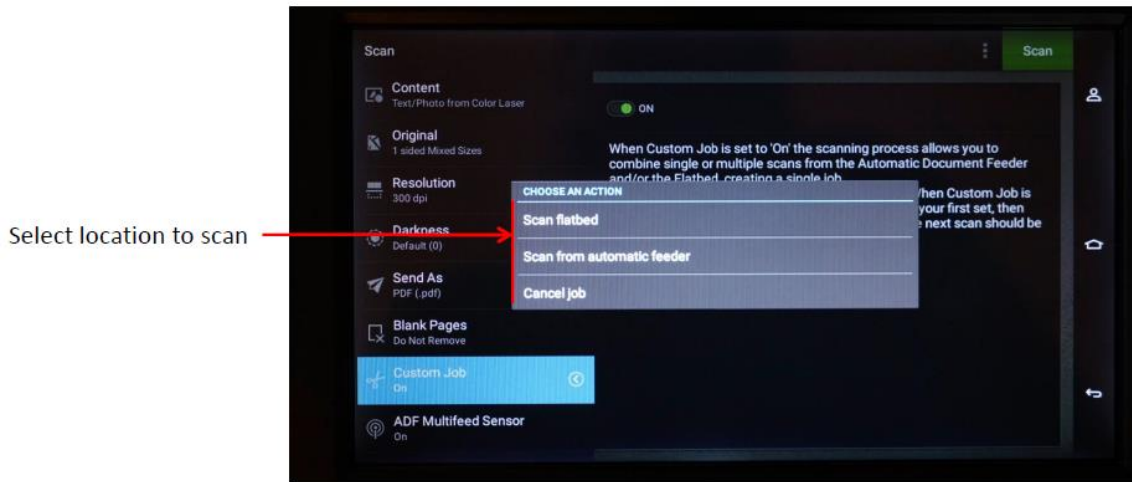 Scan
Scan
Content
Text/Photo from Color Laser
Original
1 sided Mixed Sizes
Resolution
300 dpi
Darkness
Default (0)
Send As
PDF (.pdf)
Blank Pages
Do Not Remove
Custom Job
On
ADF Multifeed Sensor
On
ON
When Custom Job is set to 'On' the scanning process allows you to
combine single or multiple scans from the Automatic Document Feeder
and/or the Flatbed, creating a single job.
hen Custom Job is
your first set, then
next scan should be
CHOOSE AN ACTION
Scan flatbed
Scan from automatic feeder
Cancel job
Select location to scan